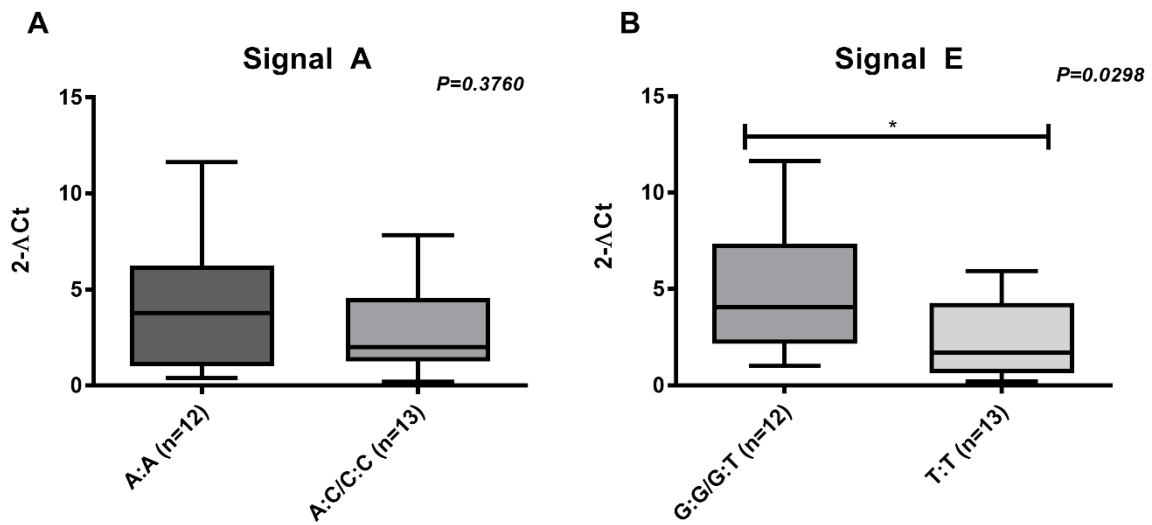 A
Signal A
P=0.3760
15
10
5
0
2-ΛCt
A:A (n=12)
A:C/C:C (n=13)
B
Signal E
P=0.0298
*
15
10
5
0
2-ΛCt
G:G/G:T (n=12)
T:T (n=13)